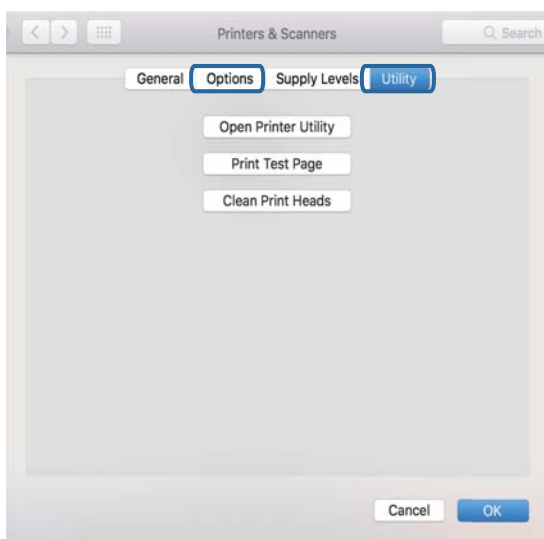 Printers & Scanners Search
General Options Supply Levels Utility
Open Printer Utility
Print Test Page
Clean Print Heads
Cancel OK